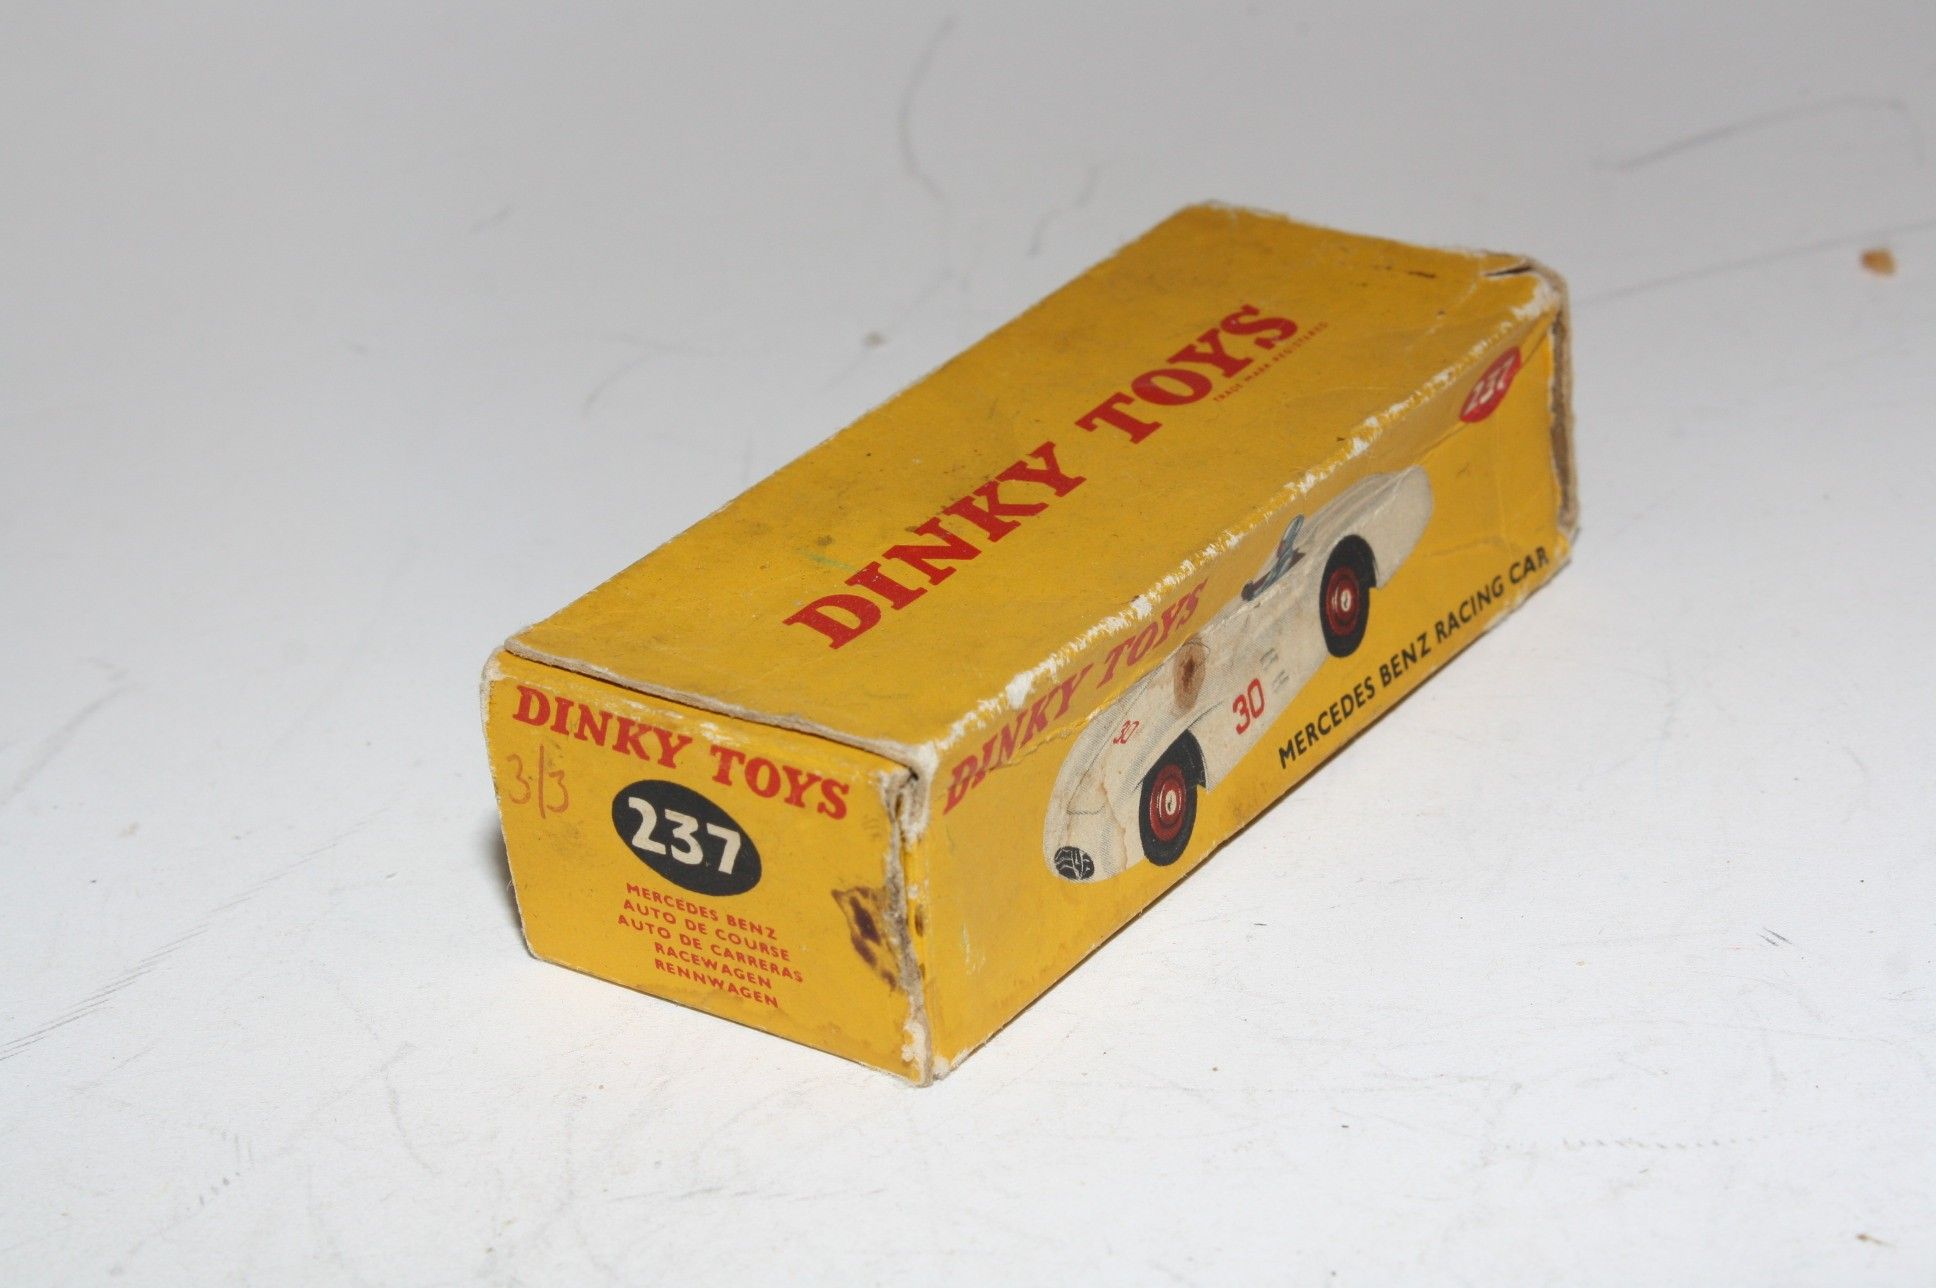 DINKY TOYS
TRADE MARK REGISTERED
237
DINKY TOYS
30
30
MERCEDES BENZ RACING CAR
DINKY TOYS
3/3
237
MERCEDES BENZ
AUTO DE COURSE
AUTO DE CARRERAS
RACEWAGEN
RENNWAGEN